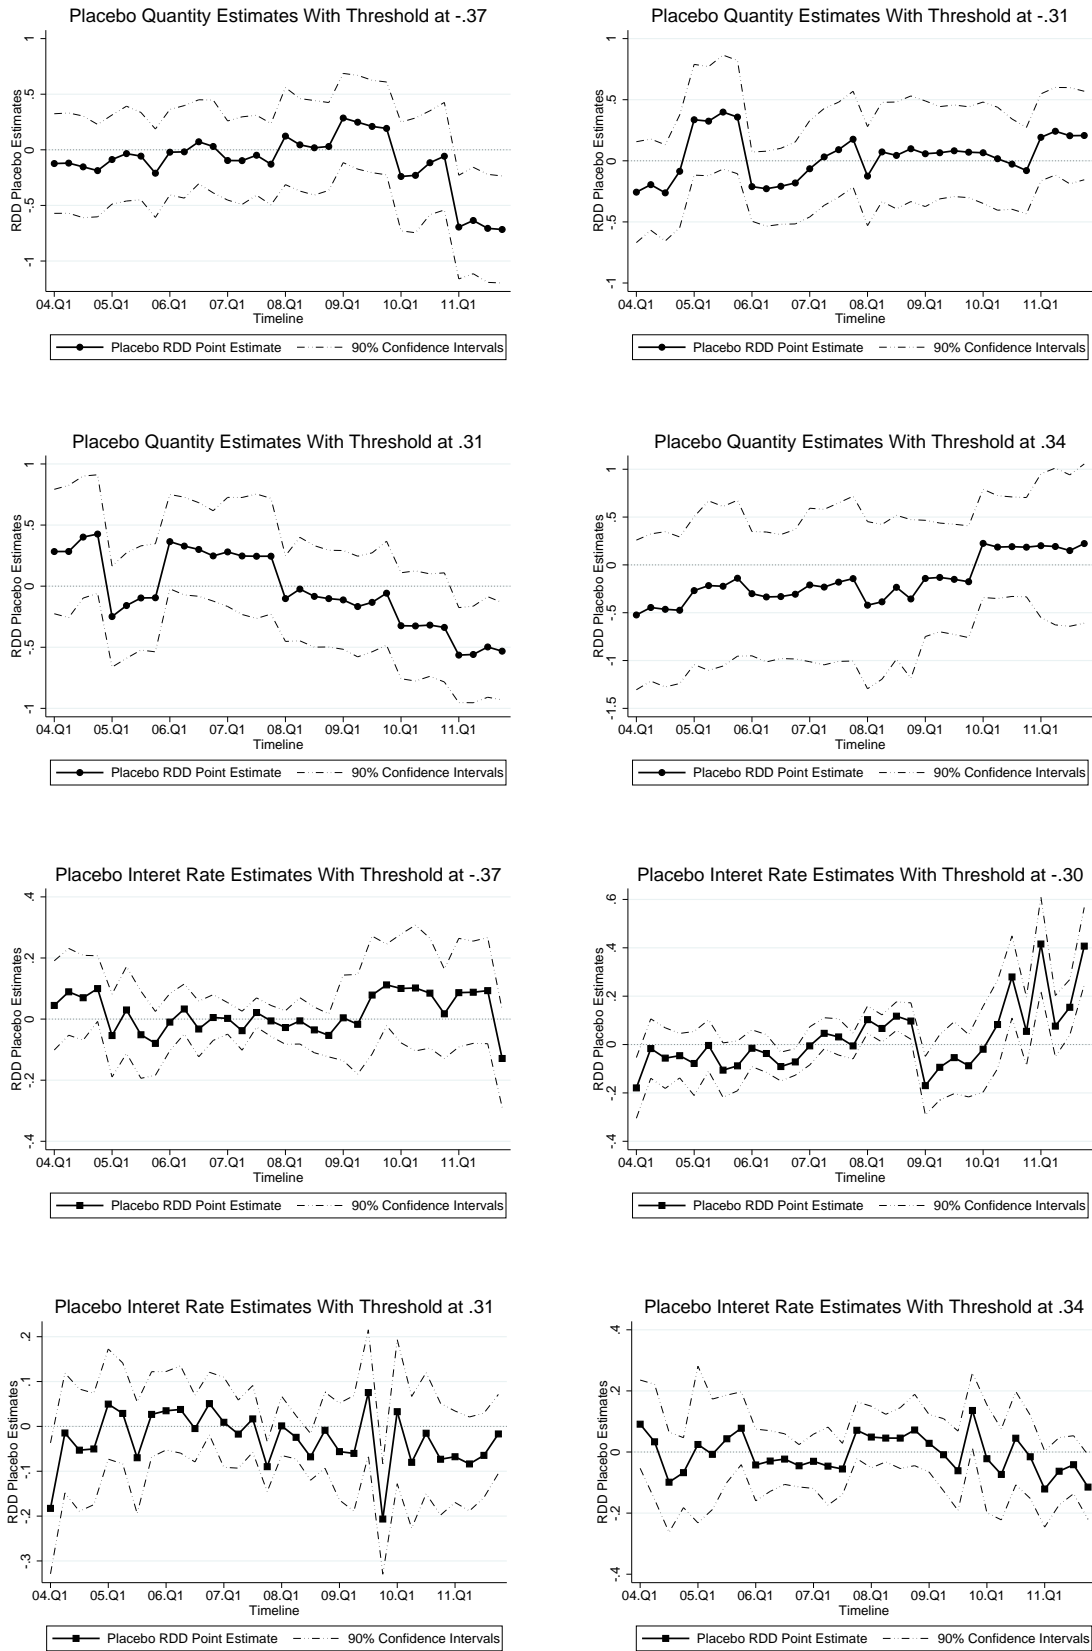 Placebo Quantity Estimates With Threshold at -.37
RDD Placebo Estimates
1
.5
0
-.5
-1
04.Q1 05.Q1 06.Q1 07.Q1 08.Q1 09.Q1 10.Q1 11.Q1
Timeline
Placebo RDD Point Estimate 90% Confidence Intervals
Placebo Quantity Estimates With Threshold at -.31
RDD Placebo Estimates
1
.5
0
-.5
-1
04.Q1 05.Q1 06.Q1 07.Q1 08.Q1 09.Q1 10.Q1 11.Q1
Timeline
Placebo RDD Point Estimate 90% Confidence Intervals
Placebo Quantity Estimates With Threshold at .31
RDD Placebo Estimates
1
.5
0
-.5
-1
04.Q1 05.Q1 06.Q1 07.Q1 08.Q1 09.Q1 10.Q1 11.Q1
Timeline
Placebo RDD Point Estimate 90% Confidence Intervals
Placebo Quantity Estimates With Threshold at .34
RDD Placebo Estimates
1
.5
0
-.5
-1
-1.5
04.Q1 05.Q1 06.Q1 07.Q1 08.Q1 09.Q1 10.Q1 11.Q1
Timeline
Placebo RDD Point Estimate 90% Confidence Intervals
Placebo Interet Rate Estimates With Threshold at -.37
RDD Placebo Estimates
.4
.2
0
-.2
-.4
04.Q1 05.Q1 06.Q1 07.Q1 08.Q1 09.Q1 10.Q1 11.Q1
Timeline
Placebo RDD Point Estimate 90% Confidence Intervals
Placebo Interet Rate Estimates With Threshold at -.30
RDD Placebo Estimates
.6
.4
.2
0
-.2
-.4
04.Q1 05.Q1 06.Q1 07.Q1 08.Q1 09.Q1 10.Q1 11.Q1
Timeline
Placebo RDD Point Estimate 90% Confidence Intervals
Placebo Interet Rate Estimates With Threshold at .31
RDD Placebo Estimates
.2
.1
0
-.1
-.2
-.3
04.Q1 05.Q1 06.Q1 07.Q1 08.Q1 09.Q1 10.Q1 11.Q1
Timeline
Placebo RDD Point Estimate 90% Confidence Intervals
Placebo Interet Rate Estimates With Threshold at .34
RDD Placebo Estimates
.4
.2
0
-.2
-.4
04.Q1 05.Q1 06.Q1 07.Q1 08.Q1 09.Q1 10.Q1 11.Q1
Timeline
Placebo RDD Point Estimate 90% Confidence Intervals